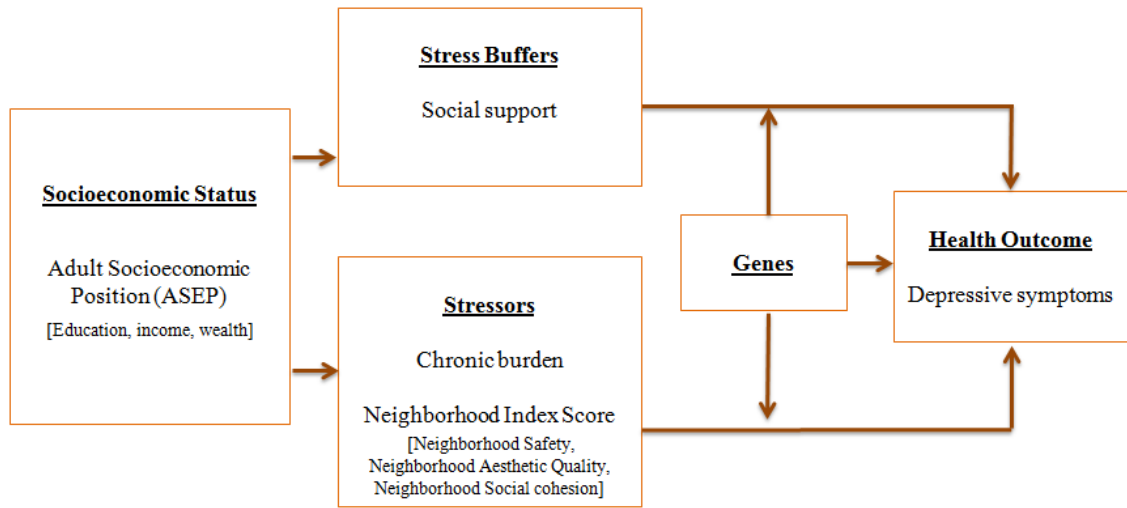 Socioeconomic Status
Adult Socioeconomic
Position (ASEP)
[Education, income, wealth]
Stress Buffers
Social support
Stressors
Chronic burden
Neighborhood Index Score
[Neighborhood Safety,
Neighborhood Aesthetic Quality,
Neighborhood Social cohesion]
Genes
Health Outcome
Depressive symptoms